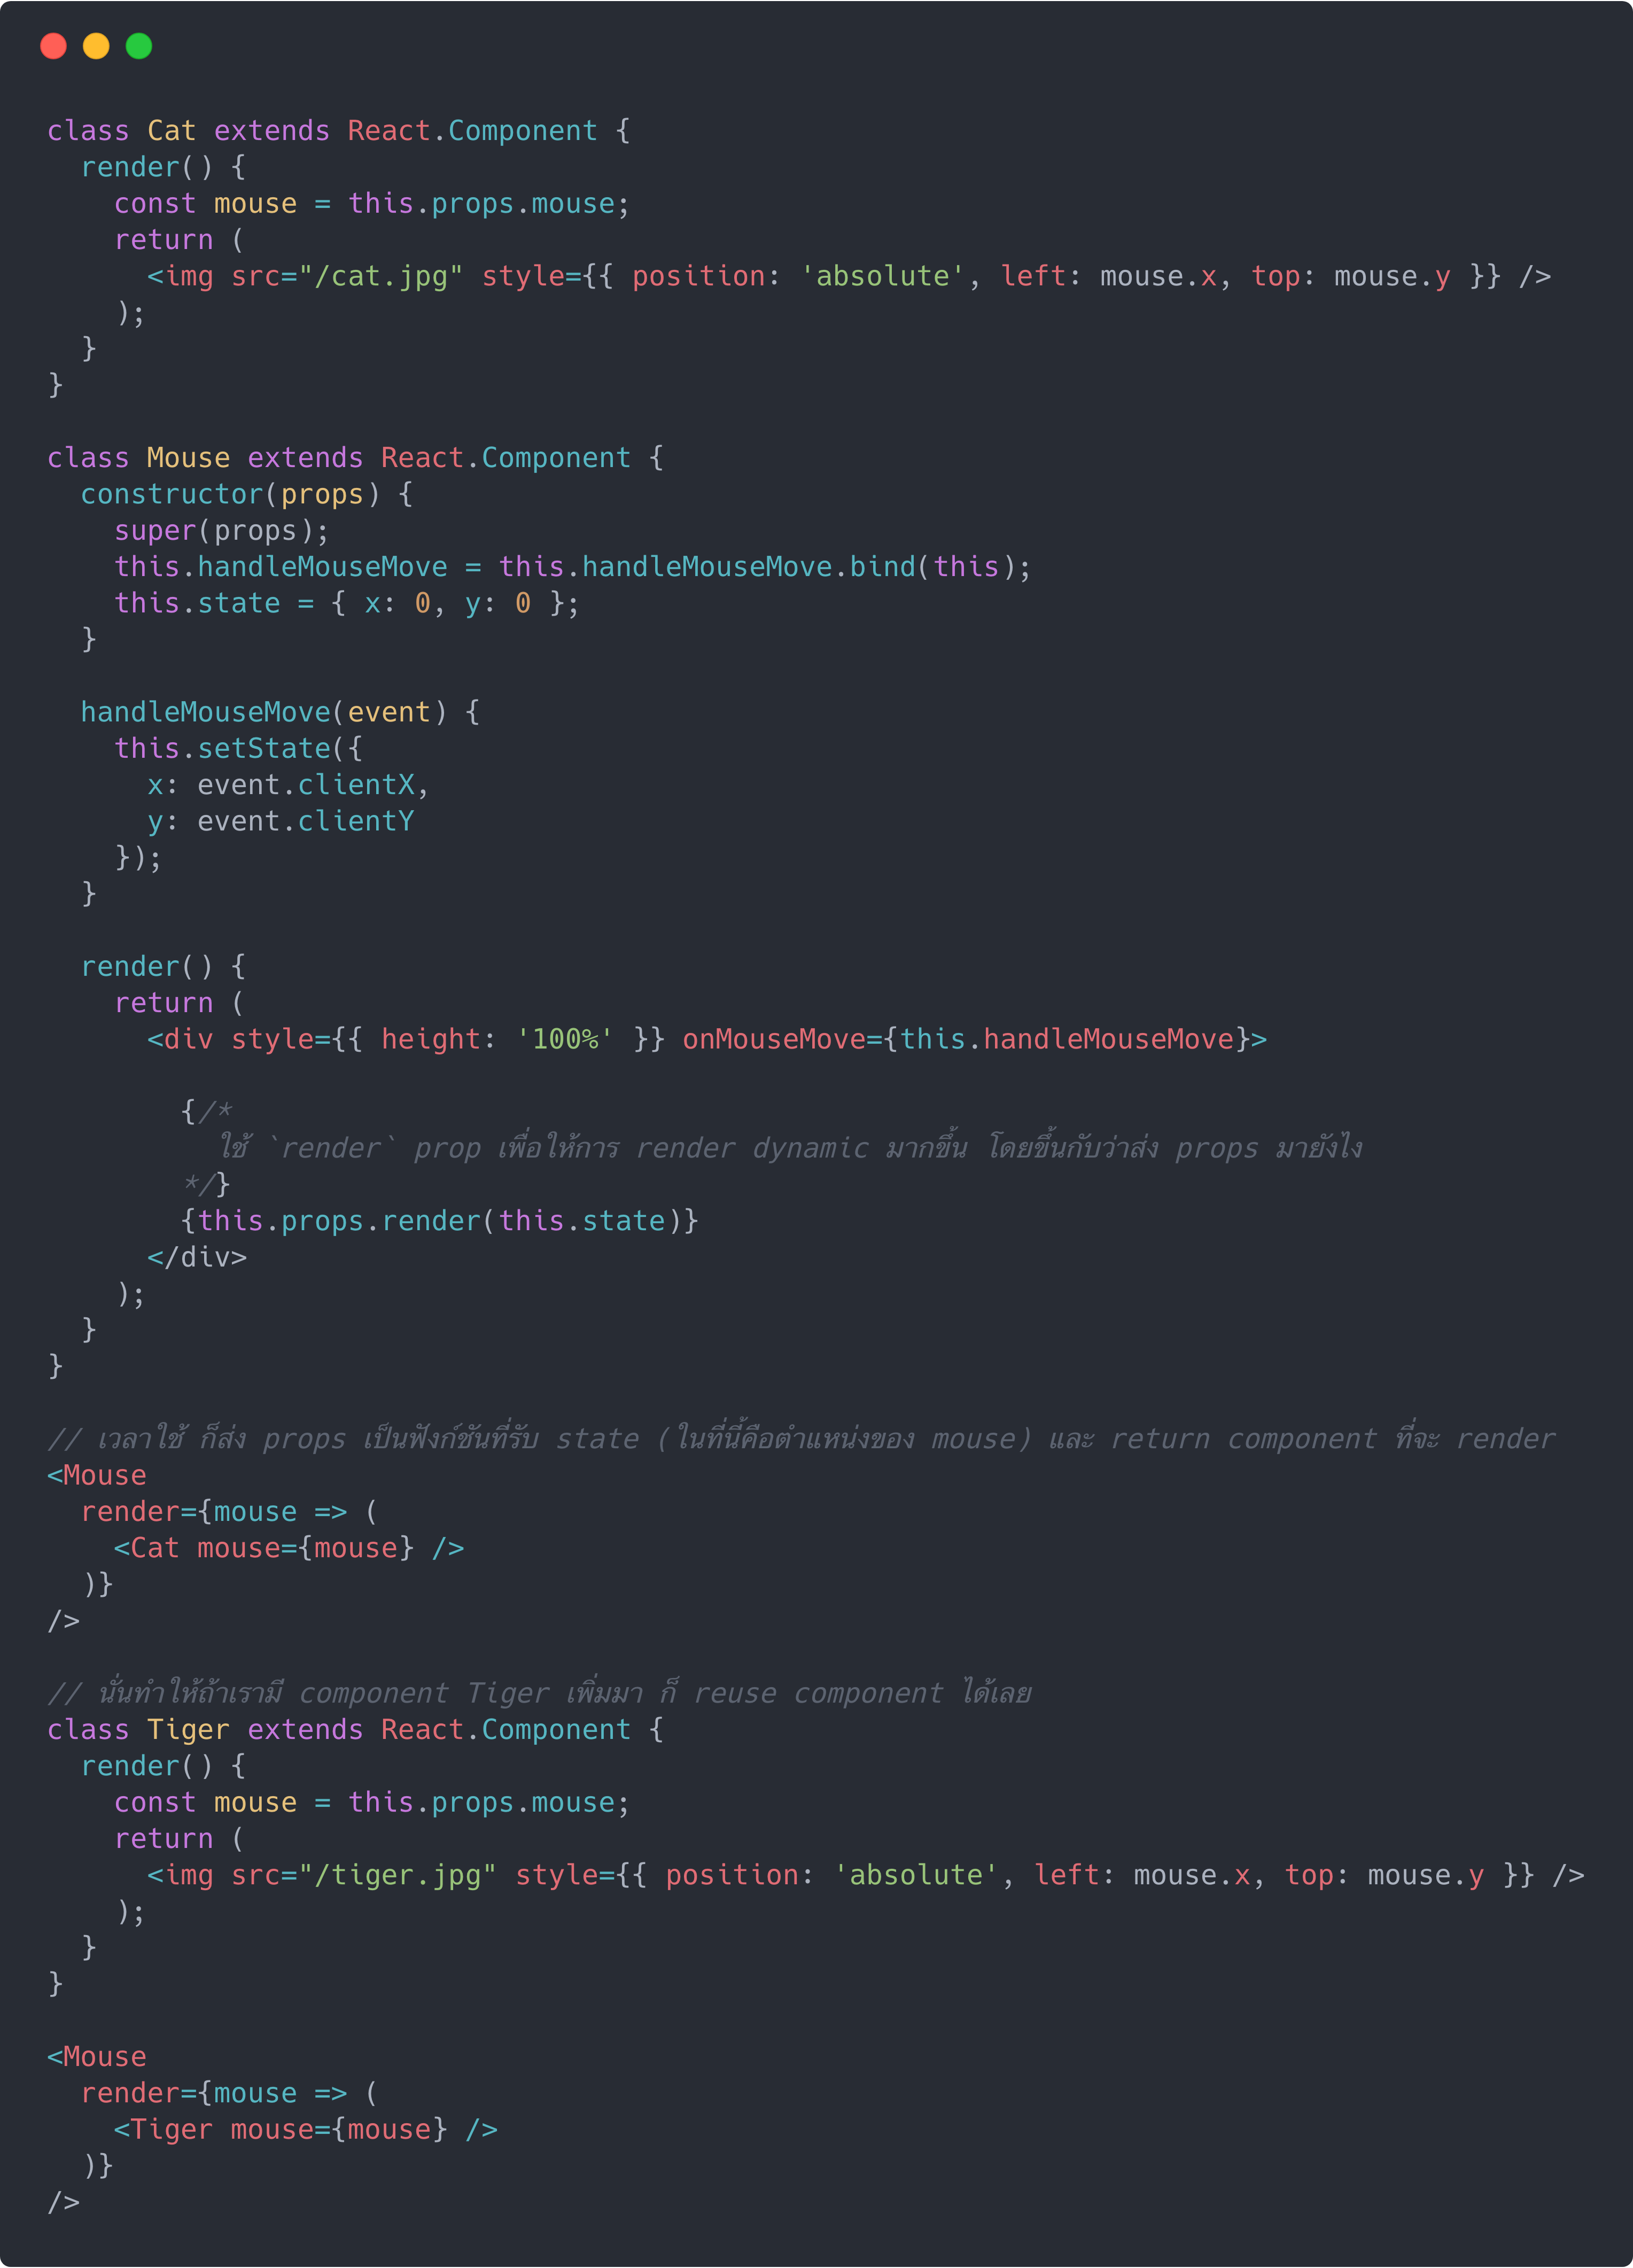 class Cat extends React.Component {
  render() {
    const mouse = this.props.mouse;
    return (
      <img src="/cat.jpg" style={{ position: 'absolute', left: mouse.x, top: mouse.y }} />
    );
  }
}

class Mouse extends React.Component {
  constructor(props) {
    super(props);
    this.handleMouseMove = this.handleMouseMove.bind(this);
    this.state = { x: 0, y: 0 };
  }

  handleMouseMove(event) {
    this.setState({
      x: event.clientX,
      y: event.clientY
    });
  }

  render() {
    return (
      <div style={{ height: '100%' }} onMouseMove={this.handleMouseMove}>

        {/*
          ใช้ `render` prop เพื่อให้การ render dynamic มากขึ้น โดยขึ้นกับว่าส่ง props มายังไง
        */}
        {this.props.render(this.state)}
      </div>
    );
  }
}

// เวลาใช้ ก็ส่ง props เป็นฟังก์ชันที่รับ state (ในที่นี้คือตำแหน่งของ mouse) และ return component ที่จะ render
<Mouse
  render={mouse => (
    <Cat mouse={mouse} />
  )}
/>

// นั่นทำให้ถ้าเรามี component Tiger เพิ่มมา ก็ reuse component ได้เลย
class Tiger extends React.Component {
  render() {
    const mouse = this.props.mouse;
    return (
      <img src="/tiger.jpg" style={{ position: 'absolute', left: mouse.x, top: mouse.y }} />
    );
  }
}

<Mouse
  render={mouse => (
    <Tiger mouse={mouse} />
  )}
/>